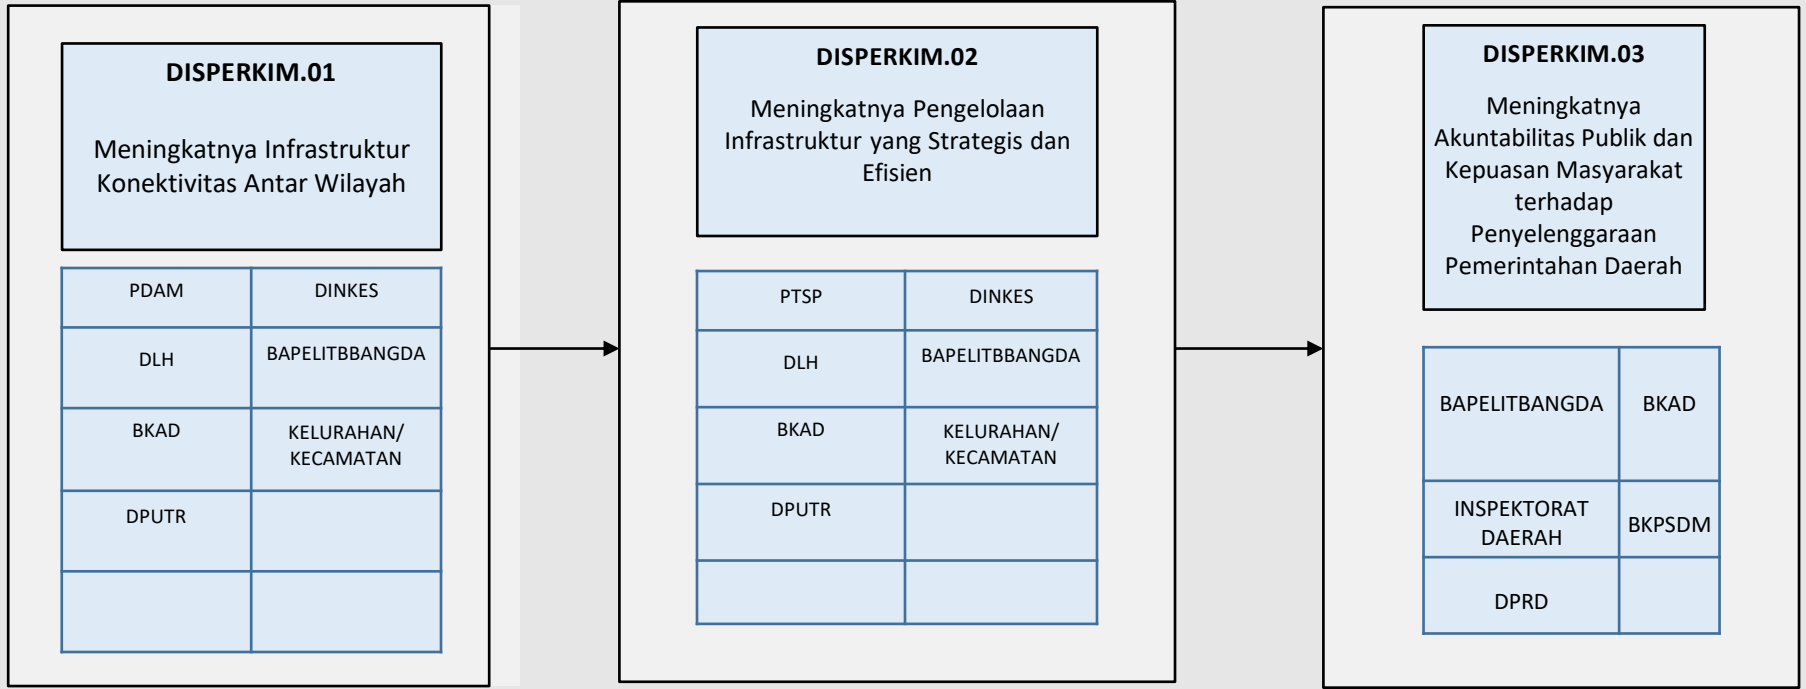 DISPERKIM.01
Meningkatnya Infrastruktur
Konektivitas Antar Wilayah
PDAM
DINKES
DLH
BAPELITBBANGDA
BKAD
KELURAHAN/
KECAMATAN
DPUTR
DISPERKIM.02
Meningkatnya Pengelolaan
Infrastruktur yang Strategis dan
Efisien
PTSP
DINKES
DLH
BAPELITBBANGDA
BKAD
KELURAHAN/
KECAMATAN
DPUTR
DISPERKIM.03
Meningkatnya
Akuntabilitas Publik dan
Kepuasan Masyarakat
terhadap
Penyelenggaraan
Pemerintahan Daerah
BAPELITBANGDA
BKAD
INSPEKTORAT
DAERAH
BKPSDM
DPRD